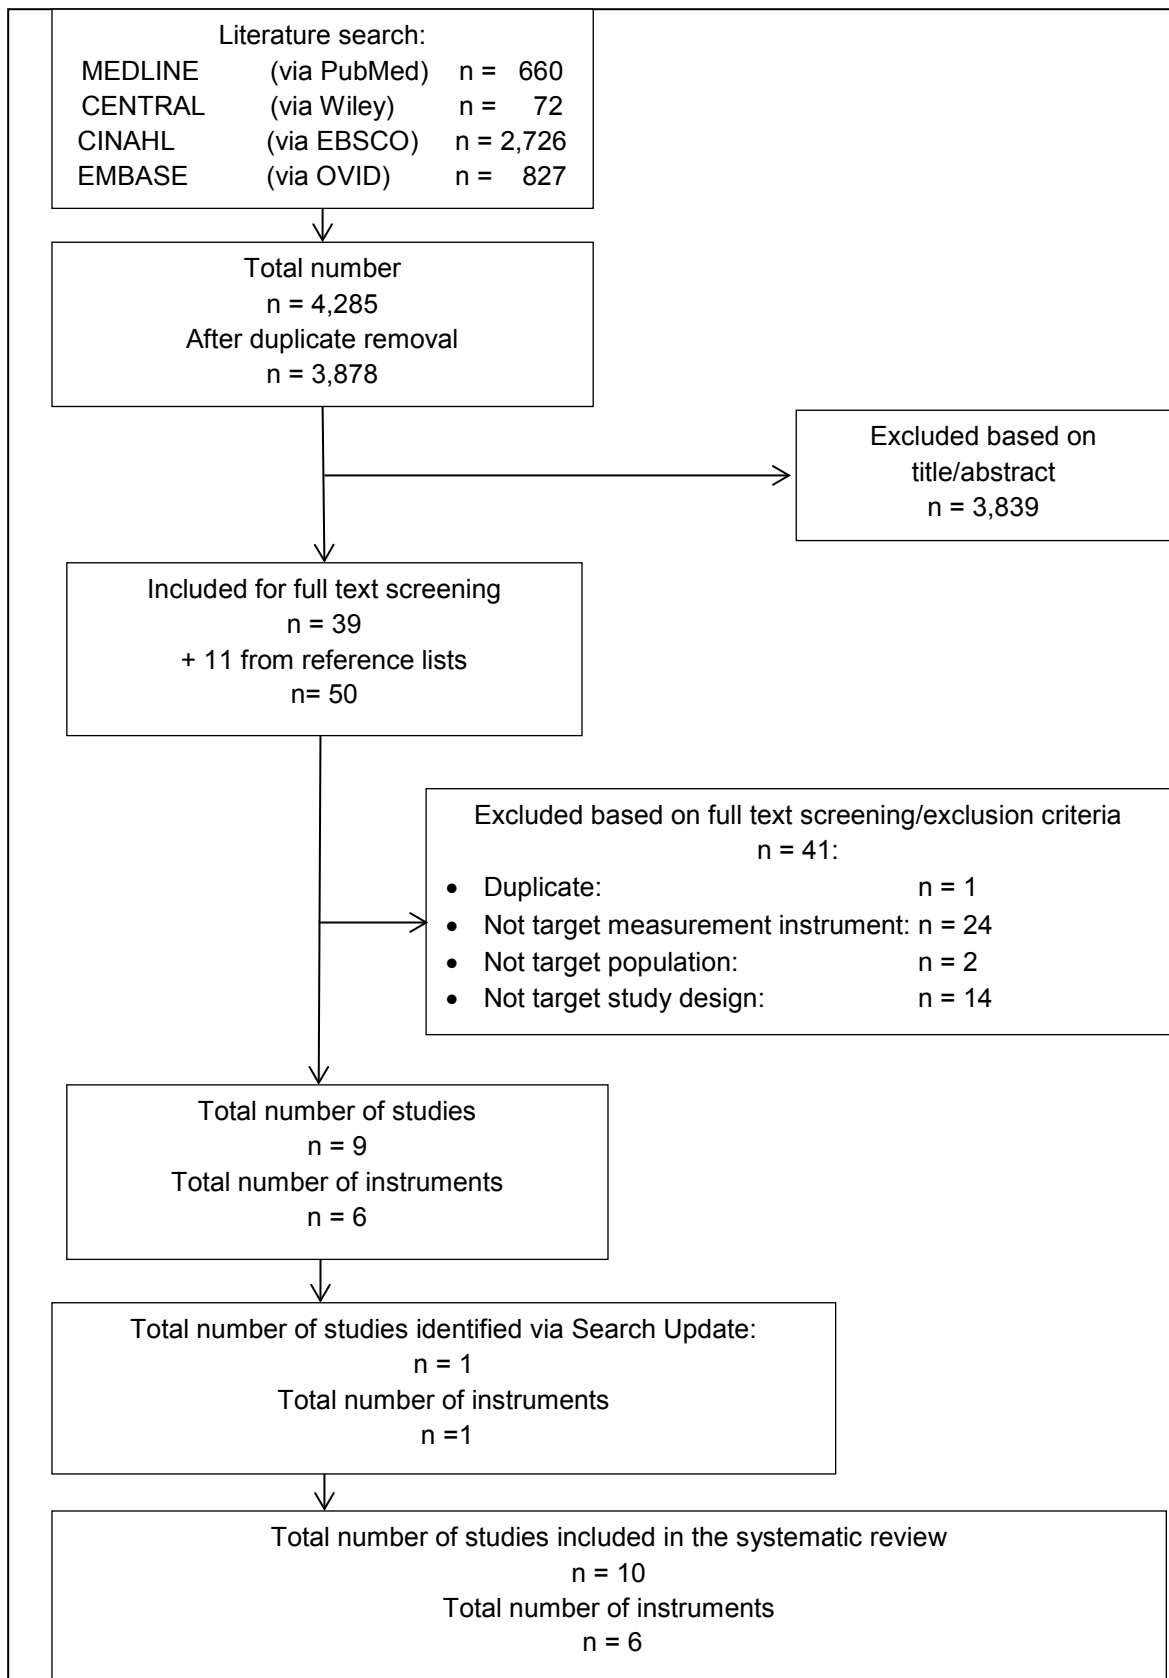 Literature search:
MEDLINE (via PubMed) n = 660
CENTRAL (via Wiley) n = 72
CINAHL (via EBSCO) n = 2,726
EMBASE (via OVID) n = 827
Total number
n = 4,285
After duplicate removal
n = 3,878
Excluded based on
title/abstract
n = 3,839
Included for full text screening
n = 39
+ 11 from reference lists
n= 50
Excluded based on full text screening/exclusion criteria
n = 41:
• Duplicate: n = 1
• Not target measurement instrument: n = 24
• Not target population: n = 2
• Not target study design: n = 14
Total number of studies
n = 9
Total number of instruments
n = 6
Total number of studies identified via Search Update:
n = 1
Total number of instruments
n =1
Total number of studies included in the systematic review
n = 10
Total number of instruments
n = 6